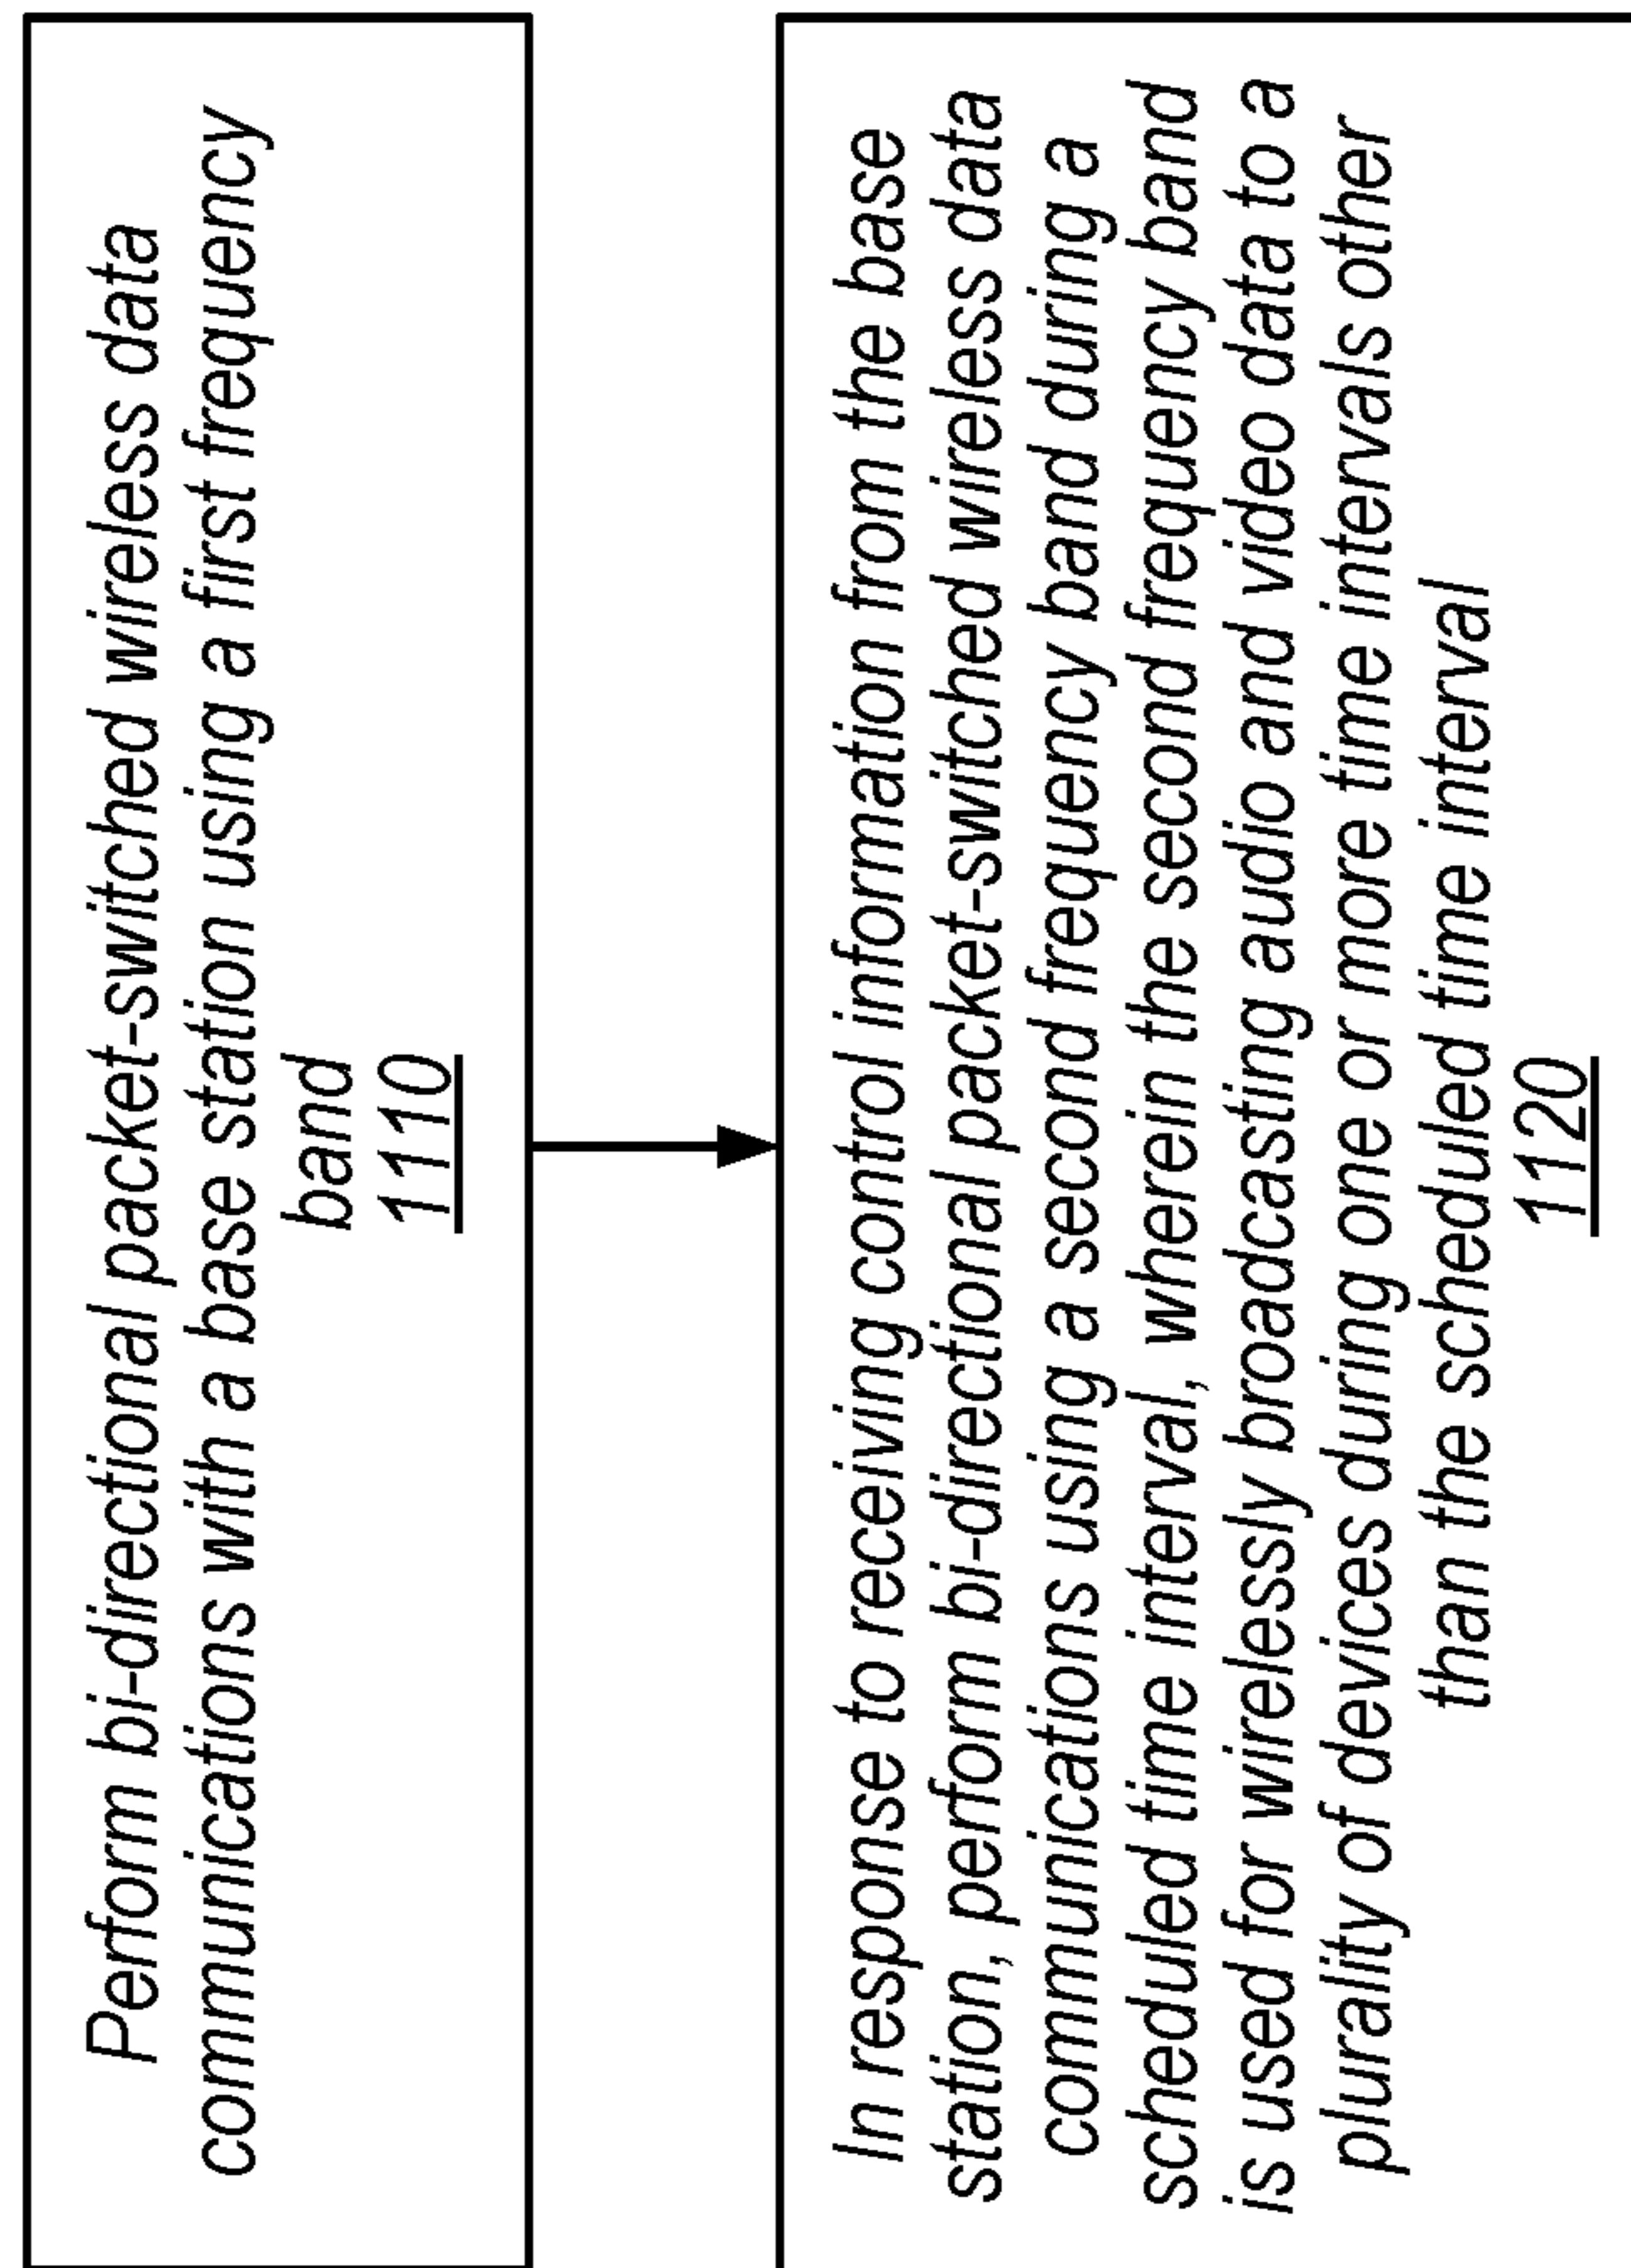 Perform bi-directional packet-switched wireless data
communications with a base station using a first frequency
band
1110
In response to receiving control information from the base
station, perform bi-directional packet-switched wireless data
communications using a second frequency band during a
scheduled time interval, wherein the second frequency band
is used for wirelessly broadcasting audio and video data to a
plurality of devices during one or more time intervals other
than the scheduled time interval
1120